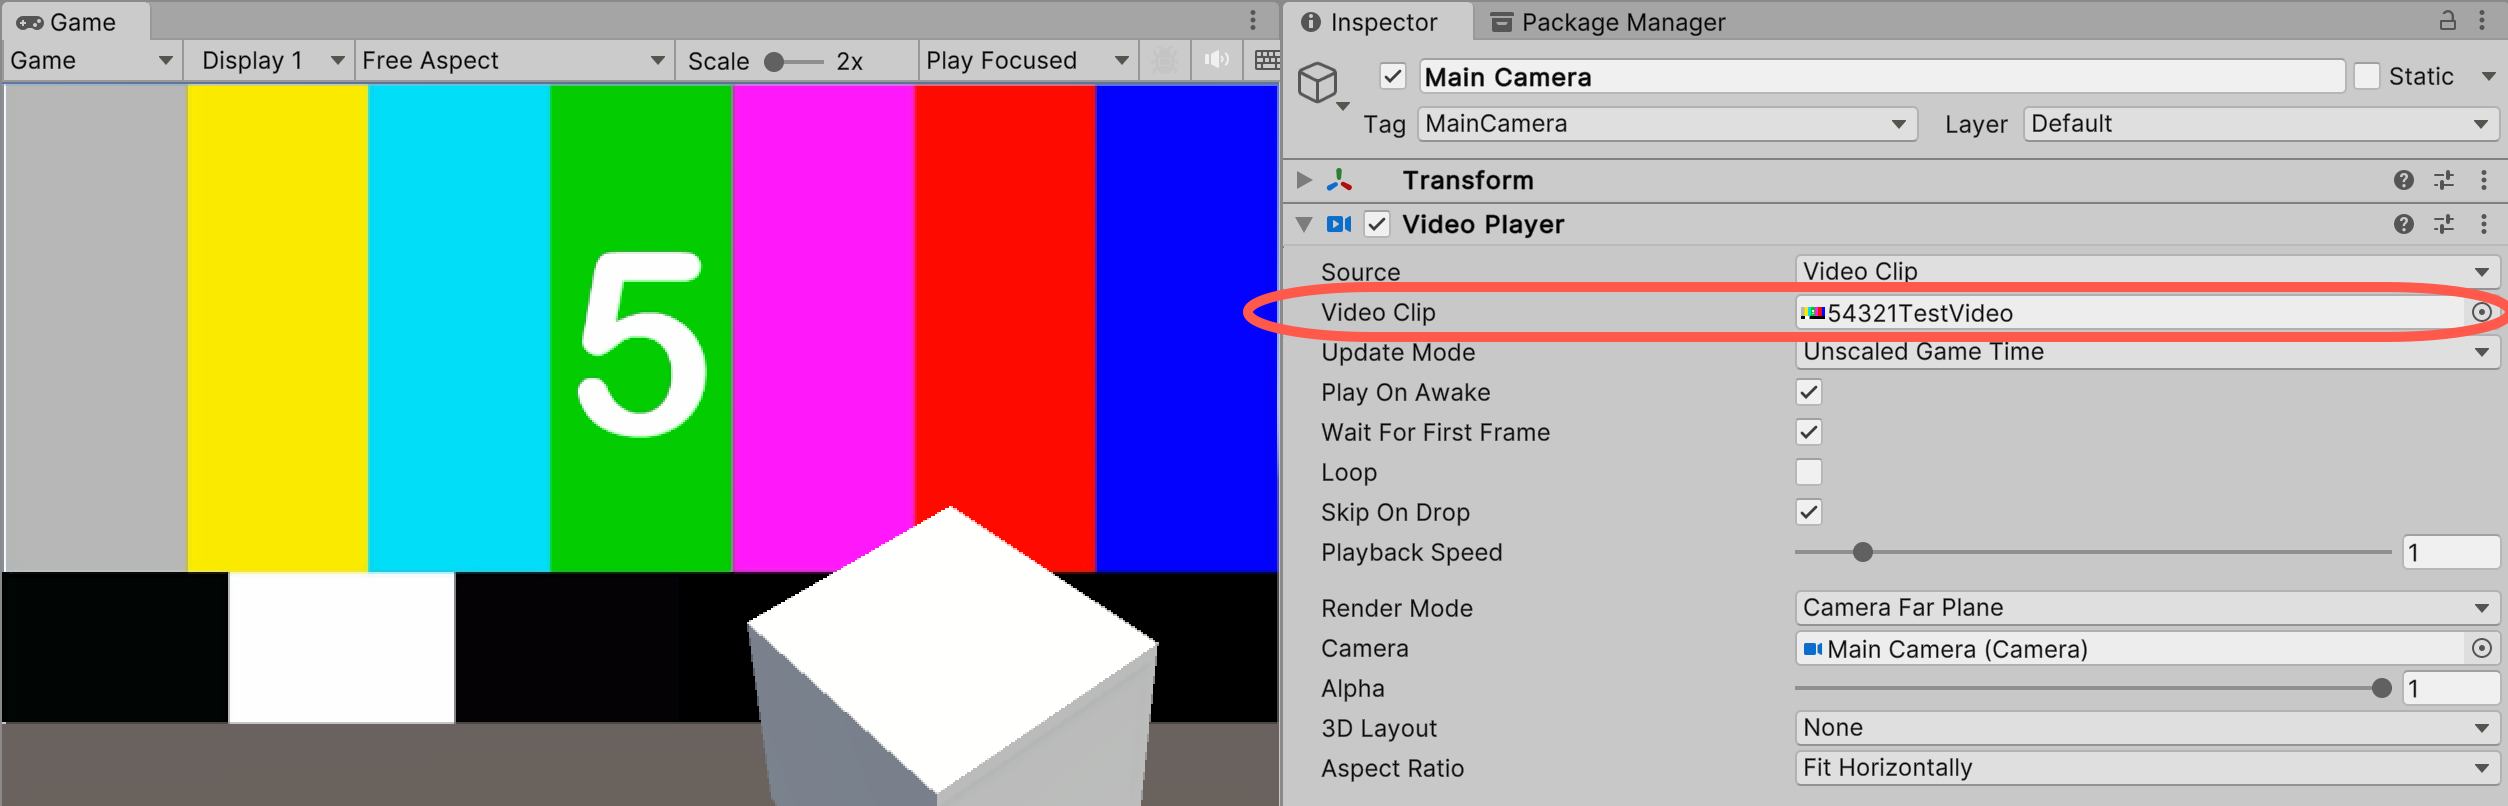 Game
Game Display 1 Free Aspect Scale 2x Play Focused
5
Inspector Package Manager
Main Camera Static
Tag MainCamera Layer Default
Transform
Video Player
Source Video Clip
Video Clip 54321TestVideo
Update Mode Unscaled Game Time
Play On Awake
Wait For First Frame
Loop
Skip On Drop
Playback Speed 1
Render Mode Camera Far Plane
Camera Main Camera (Camera)
Alpha 1
3D Layout None
Aspect Ratio Fit Horizontally